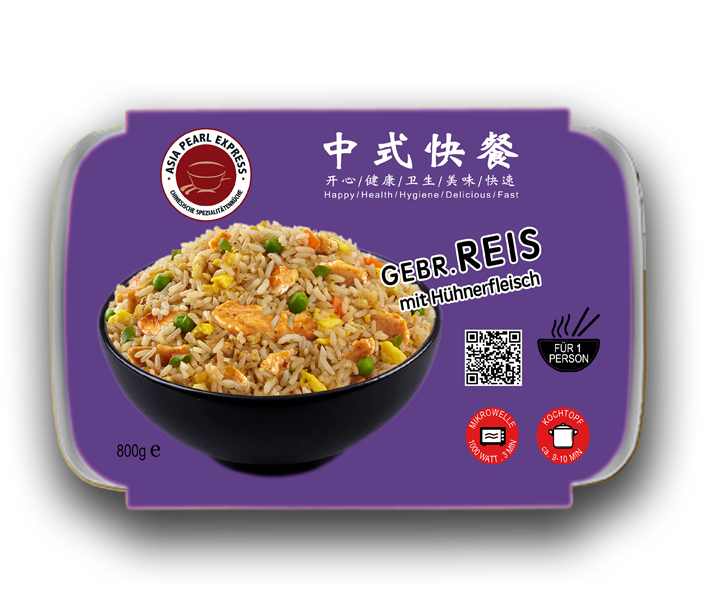 · ASIA PEARL EXPRESS ·
CHINESISCHE SPEZIALITÄTENKÜCHE
中式快餐
开心/健康/卫生/美味/快速
Happy/Health/Hygiene/Delicious/Fast
GEBR.REIS
mit Hühnerfleisch
FÜR 1
PERSON
MIKROWELLE
1000 WATT . 3 MIN
KOCHTOPF
ca. 9-10 MIN
800g ℮